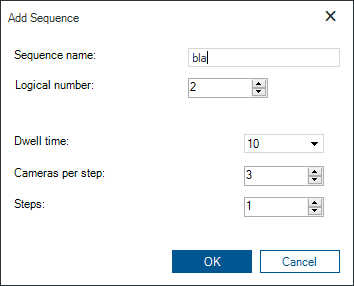 Add Sequence
Sequence name: bla
Logical number: 2
Dwell time: 10
Cameras per step: 3
Steps: 1
OK Cancel